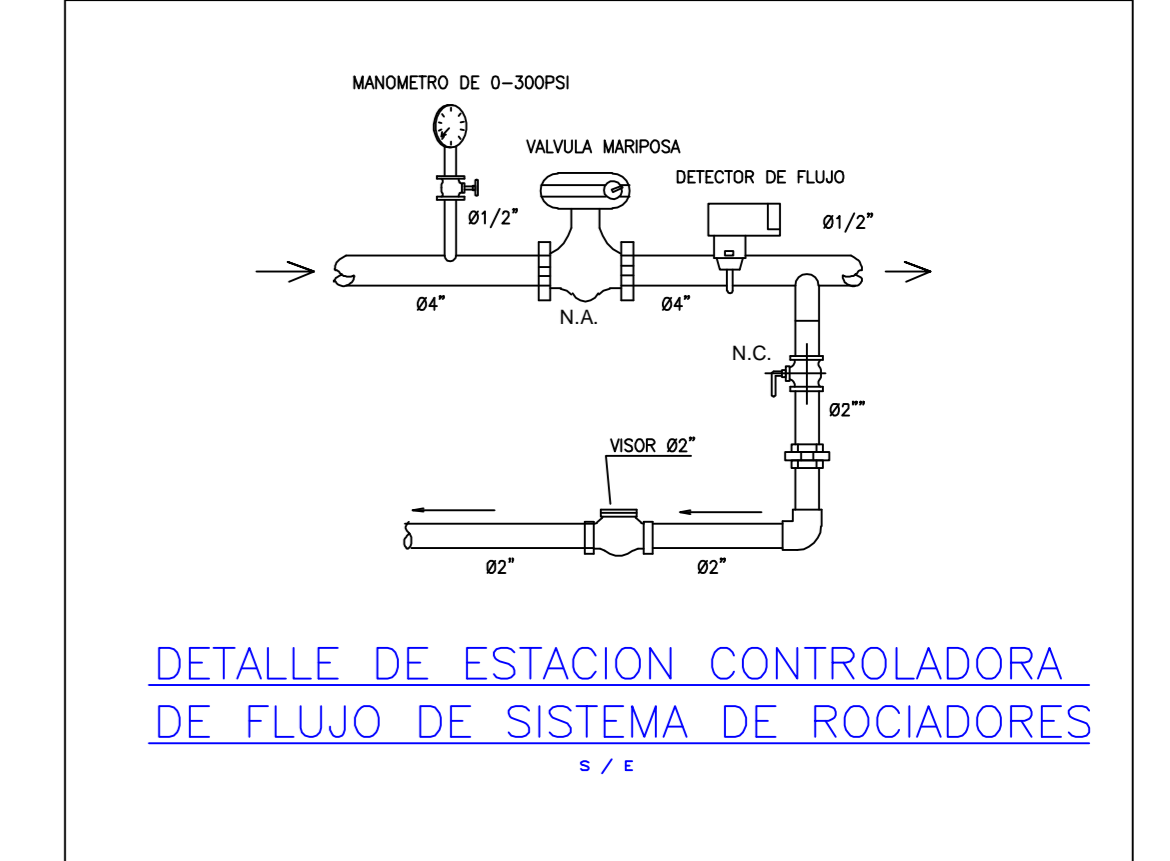 MANOMETRO DE 0-300PSI
VALVULA MARIPOSA
DETECTOR DE FLUJO
Ø1/2"
Ø1/2"
Ø4"
Ø4"
N.A.
N.C.
Ø2""
VISOR Ø2"
Ø2"
Ø2"
DETALLE DE ESTACION CONTROLADORA
DE FLUJO DE SISTEMA DE ROCIADORES
S / E